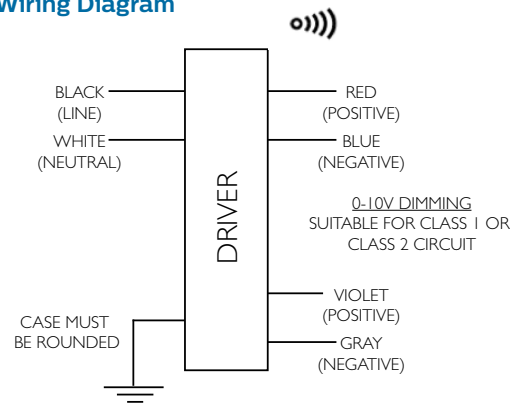 Wiring Diagram
BLACK
(LINE)
WHITE
(NEUTRAL)
CASE MUST
BE ROUNDED
DRIVER
RED
(POSITIVE)
BLUE
(NEGATIVE)
0-10V DIMMING
SUITABLE FOR CLASS 1 OR
CLASS 2 CIRCUIT
VIOLET
(POSITIVE)
GRAY
(NEGATIVE)